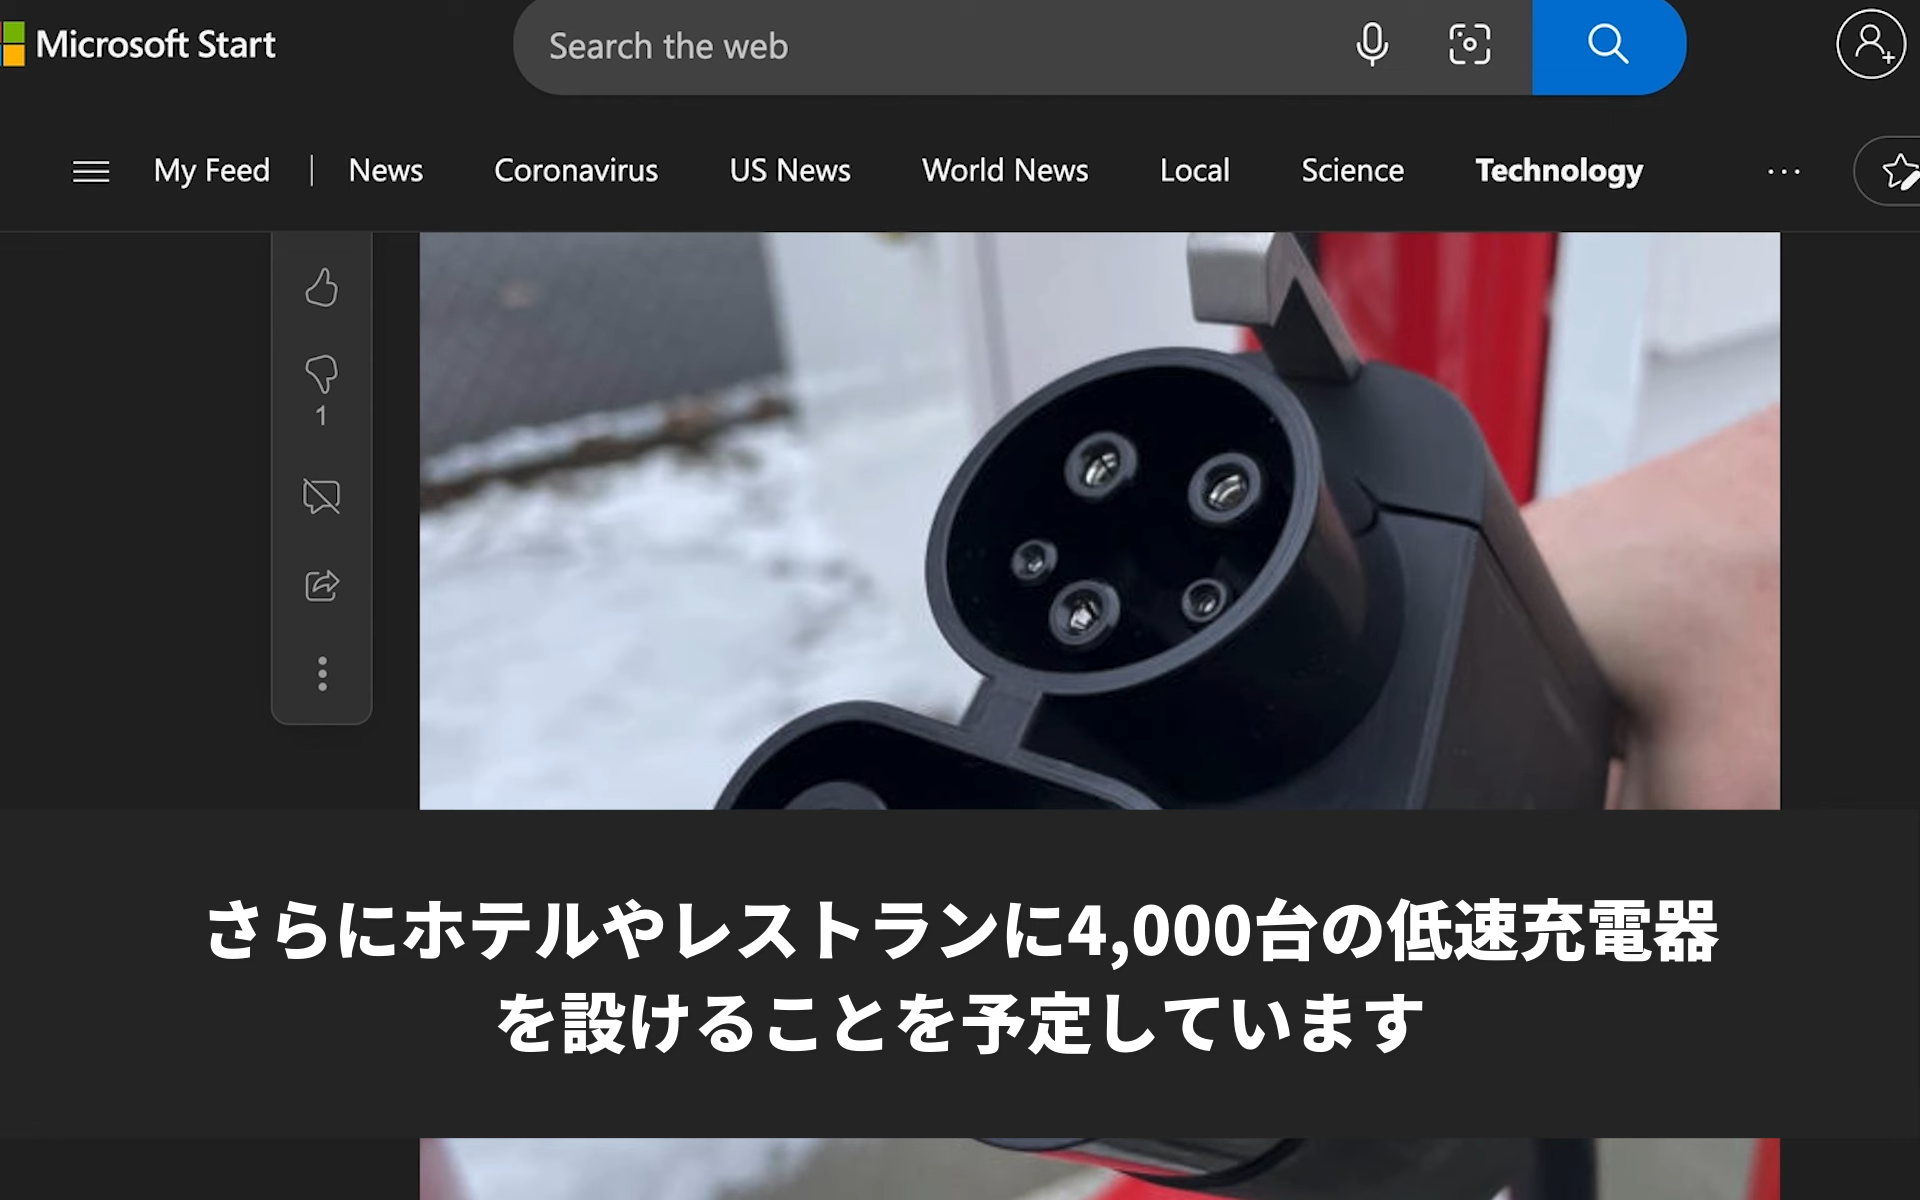 Microsoft Start
Search the web
My Feed | News Coronavirus US News World News Local Science Technology ...
1
さらにホテルやレストランに4,000台の低速充電器
を設けることを予定しています